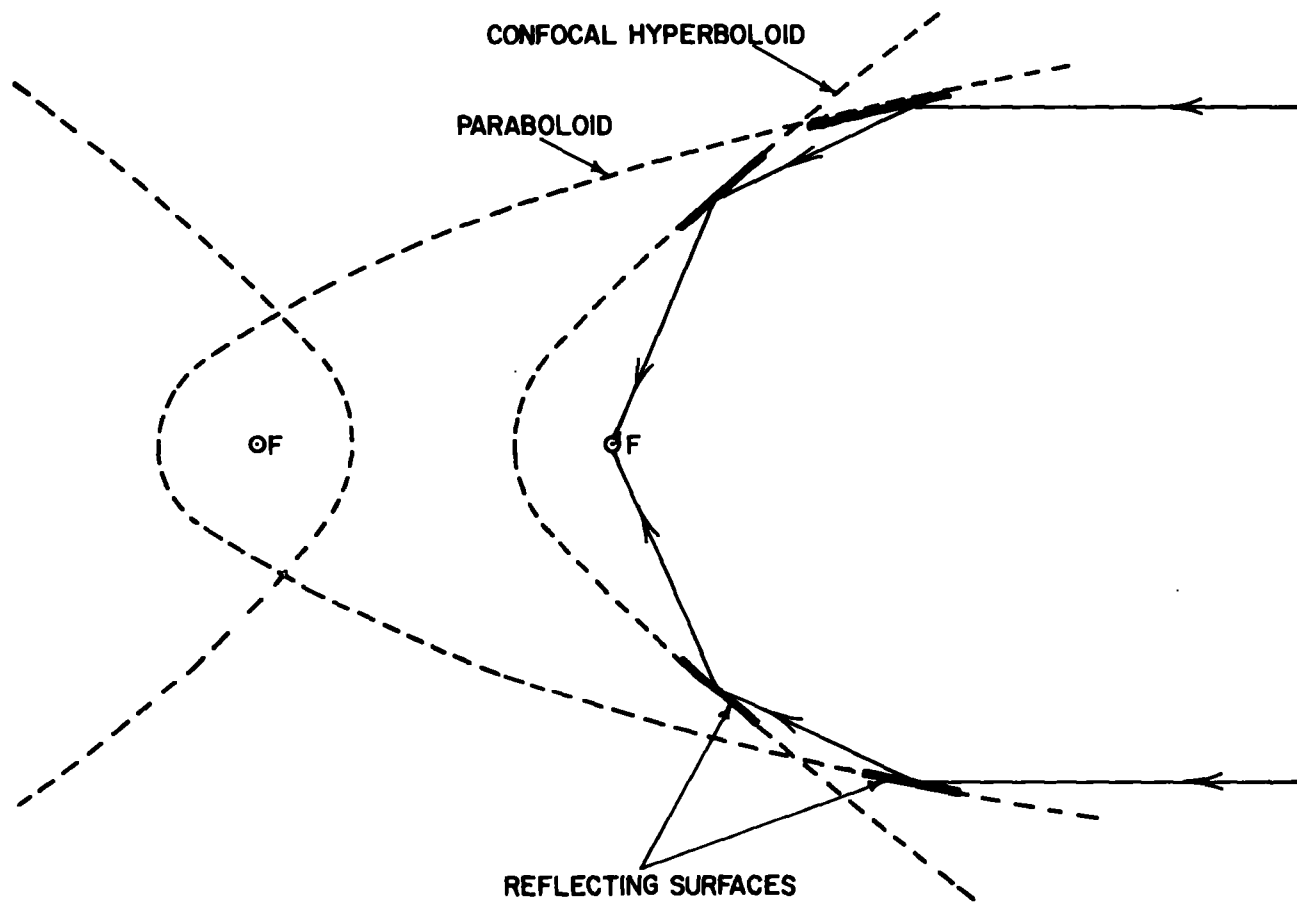 CONFOCAL HYPERBOLOID
PARABOLOID
F
F
REFLECTING SURFACES